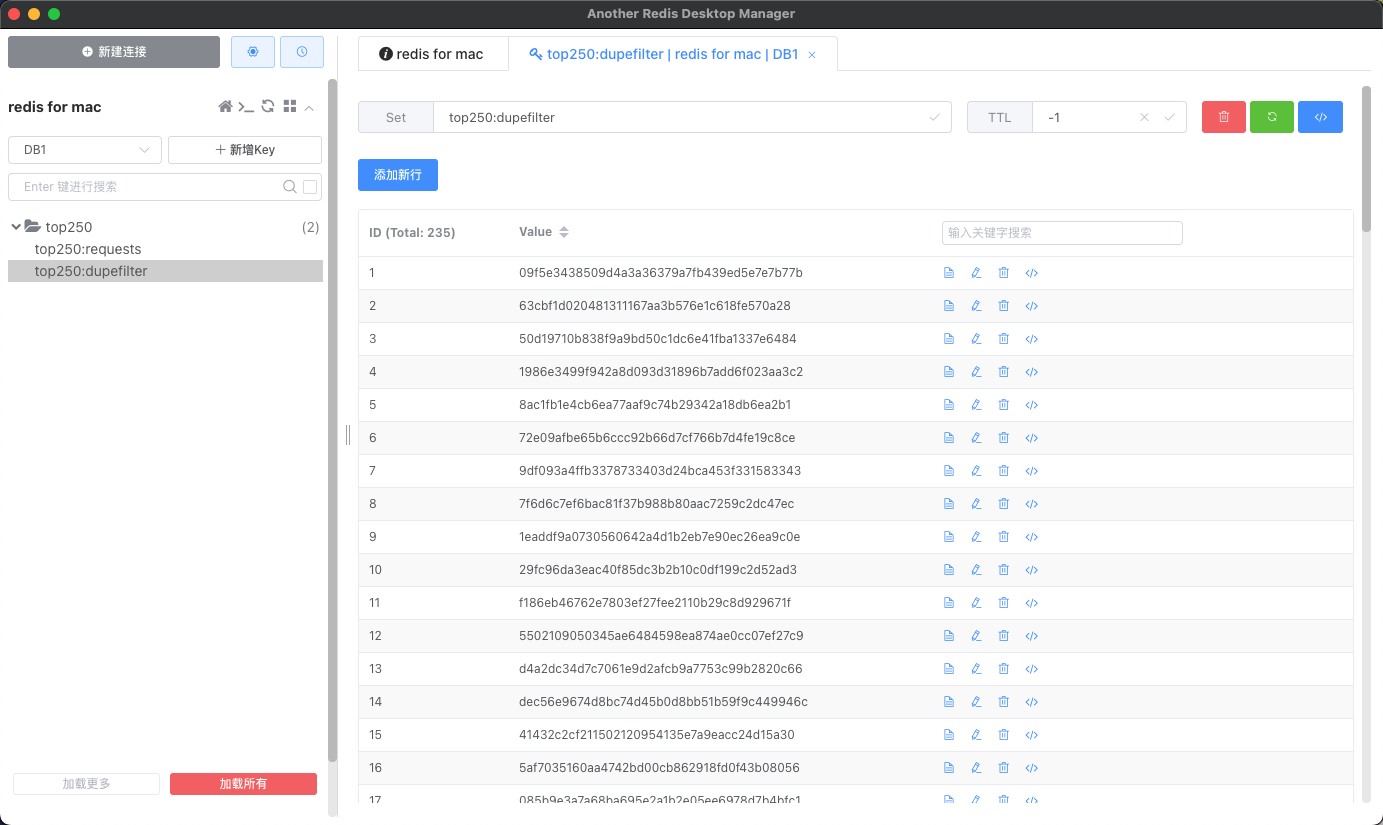 Another Redis Desktop Manager
新建连接
redis for mac
DB1
新增Key
Enter 键进行搜索
top250 (2)
top250:requests
top250:dupefilter
加载更多 加载所有
redis for mac top250:dupefilter | redis for mac | DB1
Set top250:dupefilter TTL -1
添加新行
ID (Total: 235) Value 输入关键字搜索
1 09f5e3438509d4a3a36379a7fb439ed5e7e7b77b
2 63cbf1d020481311167aa3b576e1c618fe570a28
3 50d19710b838f9a9bd50c1dc6e41fba1337e6484
4 1986e3499f942a8d093d31896b7add6f023aa3c2
5 8ac1fb1e4cb6ea77aaf9c74b29342a18db6ea2b1
6 72e09afbe65b6ccc92b66d7cf766b7d4fe19c8ce
7 9df093a4ffb3378733403d24bca453f331583343
8 7f6d6c7ef6bac81f37b988b80aac7259c2dc47ec
9 1eaddf9a0730560642a4d1b2eb7e90ec26ea9c0e
10 29fc96da3eac40f85dc3b2b10c0df199c2d52ad3
11 f186eb46762e7803ef27fee2110b29c8d929671f
12 5502109050345ae6484598ea874ae0cc07ef27c9
13 d4a2dc34d7c7061e9d2afcb9a7753c99b2820c66
14 dec56e9674d8bc74d45b0d8bb51b59f9c449946c
15 41432c2cf211502120954135e7a9eacc24d15a30
16 5af7035160aa4742bd00cb862918fd0f43b08056
17 085b9e3a7a68ba695e2a1b2e05ee6978d7b4bfc1